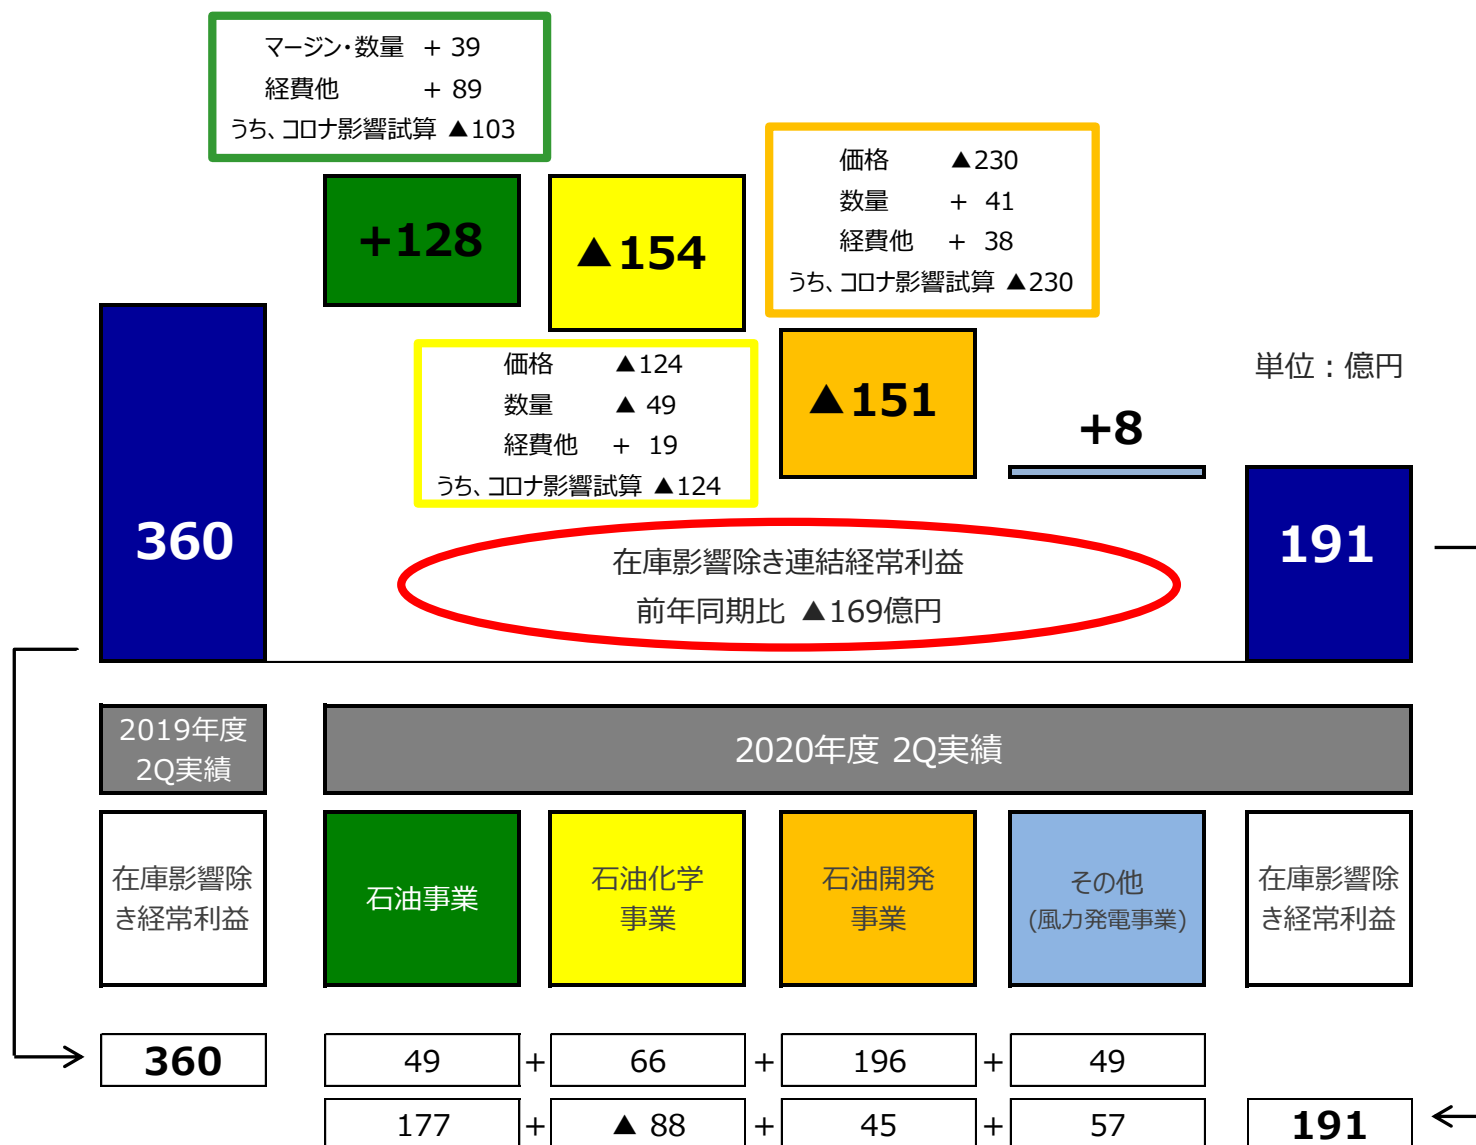 マージン・数量 + 39
経費他 + 89
うち、コロナ影響試算 ▲103
+128
▲154
価格 ▲230
数量 + 41
経費他 + 38
うち、コロナ影響試算 ▲230
価格 ▲124
数量 ▲ 49
経費他 + 19
うち、コロナ影響試算 ▲124
▲151
+8
単位：億円
360
191
在庫影響除き連結経常利益
前年同期比 ▲169億円
2019年度
2Q実績
2020年度 2Q実績
在庫影響除
き経常利益
石油事業
石油化学
事業
石油開発
事業
その他
(風力発電事業)
在庫影響除
き経常利益
360 49 + 66 + 196 + 49
177 + ▲ 88 + 45 + 57 191